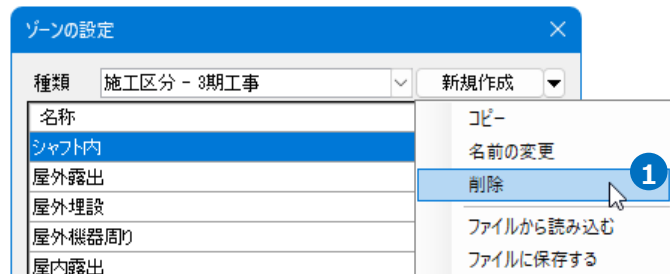 ゾーンの設定
種類 施工区分 - 3期工事 新規作成
名称
シャフト内
屋外露出
屋外埋設
屋外機器周り
屋内露出
コピー
名前の変更
削除 1
ファイルから読み込む
ファイルに保存する